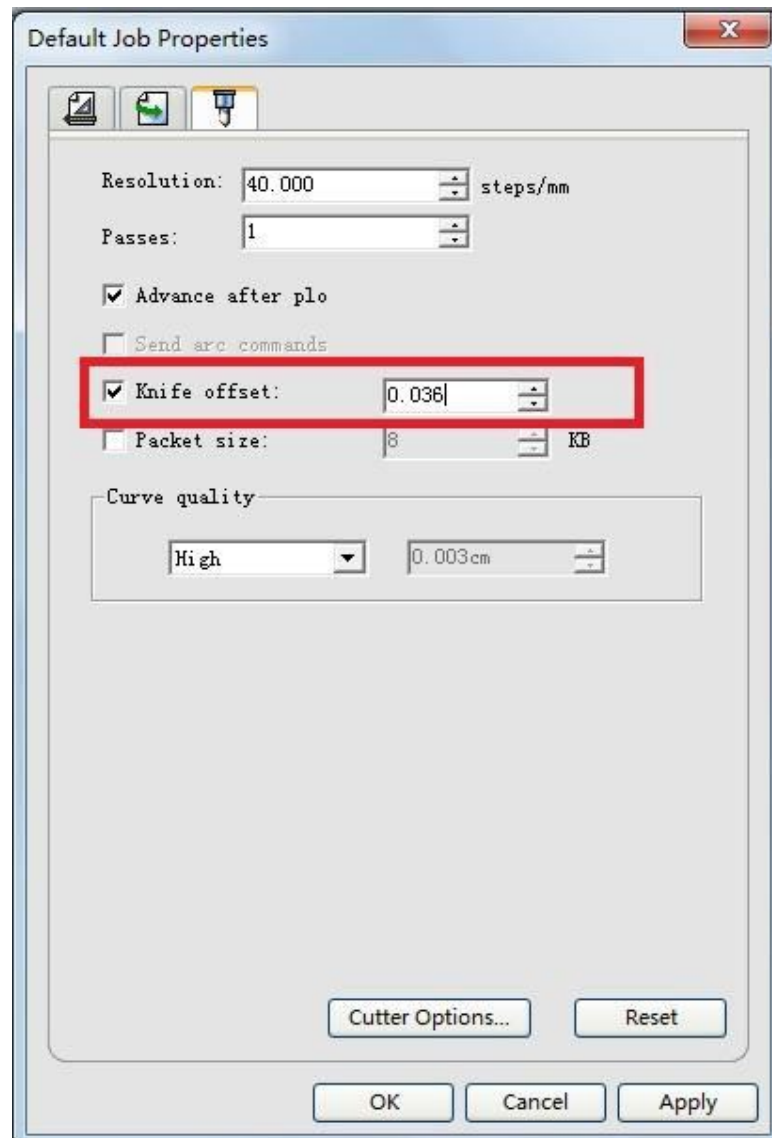 Default Job Properties
Resolution: 40.000 steps/mm
Passes: 1
Advance after plo
Send arc commands
Knife offset: 0.036
Packet size: 8 KB
Curve quality
High 0.003cm
Cutter Options... Reset
OK Cancel Apply